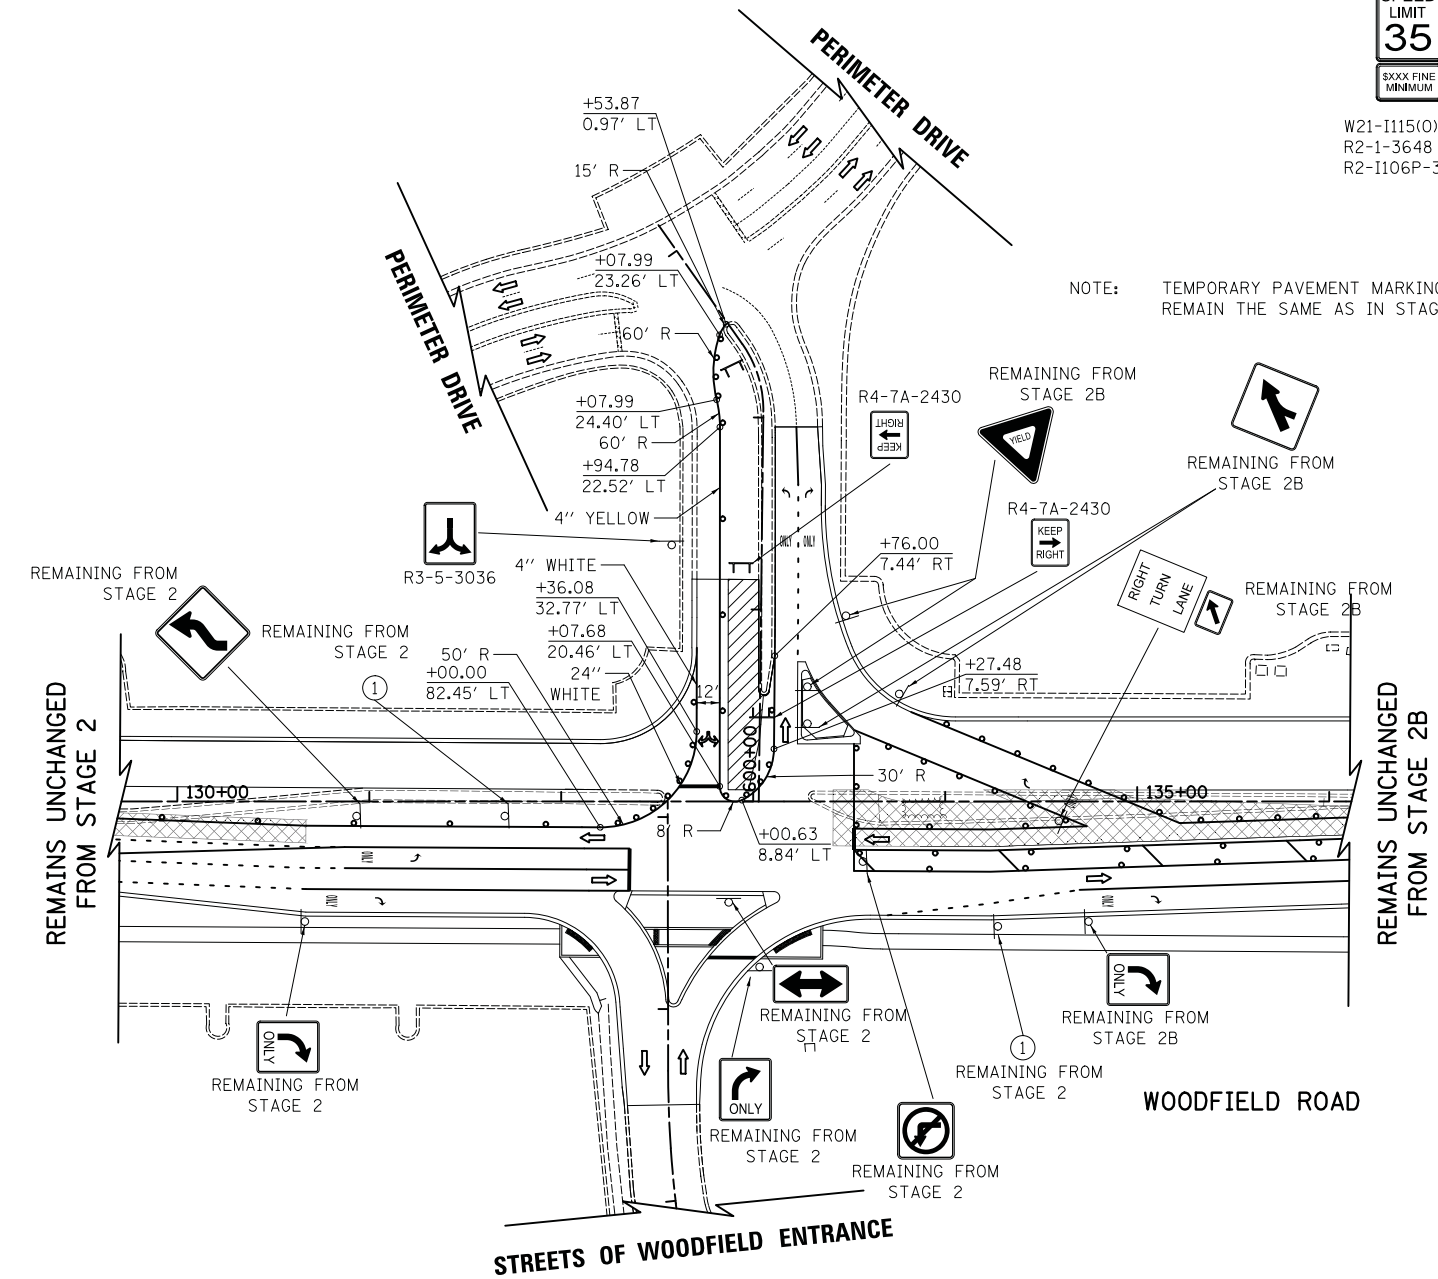 LIMIT
35
$XXX FINE
MINIMUM
W21-I115(O)
R2-1-3648
R2-I106P-3
PERIMETER DRIVE
+53.87
0.97' LT
15' R
PERIMETER DRIVE
+07.99
23.26' LT
60' R
NOTE: TEMPORARY PAVEMENT MARKING
REMAIN THE SAME AS IN STAG
REMAINING FROM
STAGE 2B
YIELD
R4-7A-2430
KEEP
RIGHT
+07.99
24.40' LT
60' R
+94.78
22.52' LT
4'' YELLOW
REMAINING FROM
STAGE 2B
R4-7A-2430
KEEP
RIGHT
R3-5-3036
4'' WHITE
+36.08
32.77' LT
+07.68
20.46' LT
24''
WHITE
ONLY
ONLY
+76.00
7.44' RT
RIGHT
TURN
LANE
REMAINING FROM
STAGE 2B
REMAINING FROM
STAGE 2
REMAINING FROM
STAGE 2
50' R
+00.00
82.45' LT
1
12'
+27.48
7.59' RT
REMAINS UNCHANGED
FROM STAGE 2
REMAINS UNCHANGED
FROM STAGE 2B
130+00
600+00
30' R
135+00
8' R
+00.63
8.84' LT
ONLY
ONLY
ONLY
ONLY
REMAINING FROM
STAGE 2
REMAINING FROM
STAGE 2
ONLY
REMAINING FROM
STAGE 2B
ONLY
REMAINING FROM
STAGE 2
1
REMAINING FROM
STAGE 2
REMAINING FROM
STAGE 2
WOODFIELD ROAD
STREETS OF WOODFIELD ENTRANCE